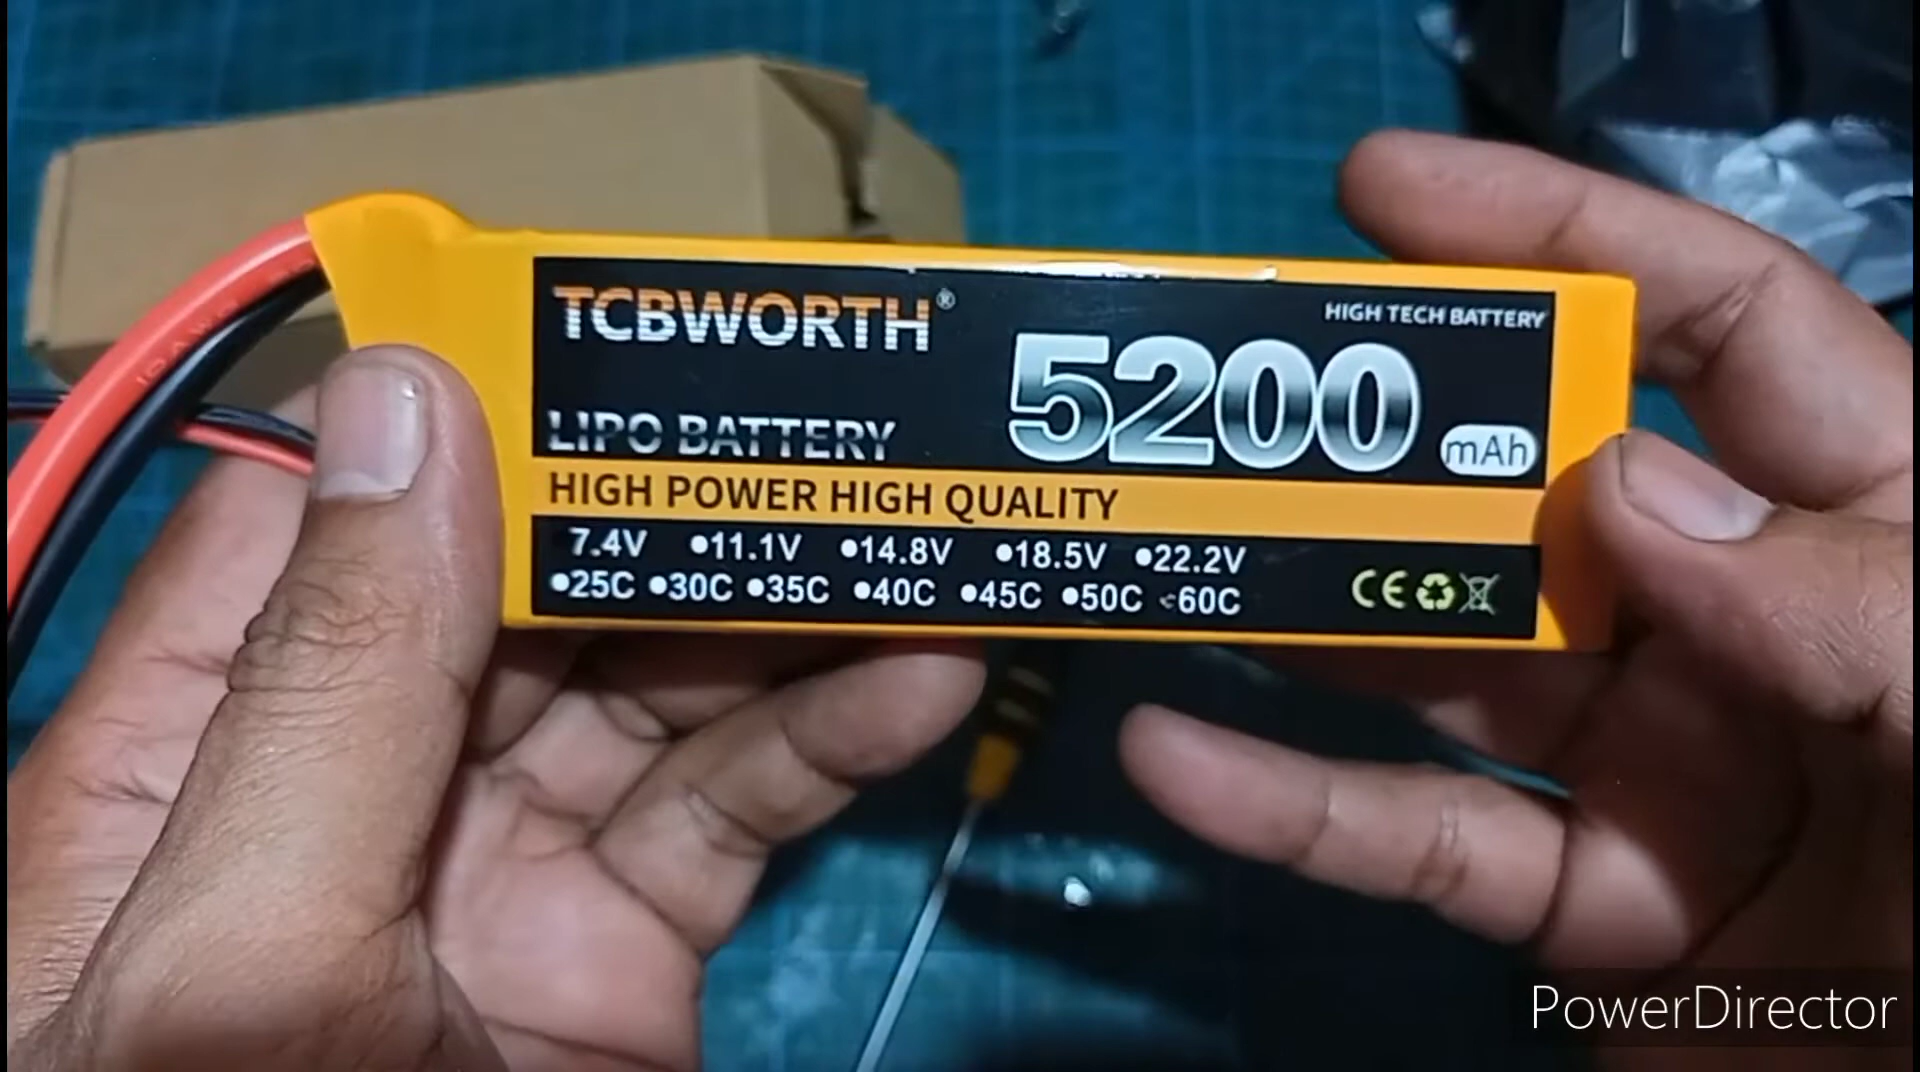 TCBWORTH®
HIGH TECH BATTERY
5200 mAh
LIPO BATTERY
HIGH POWER HIGH QUALITY
7.4V •11.1V •14.8V •18.5V •22.2V
•25C •30C •35C •40C •45C •50C 60C
CE
PowerDirector